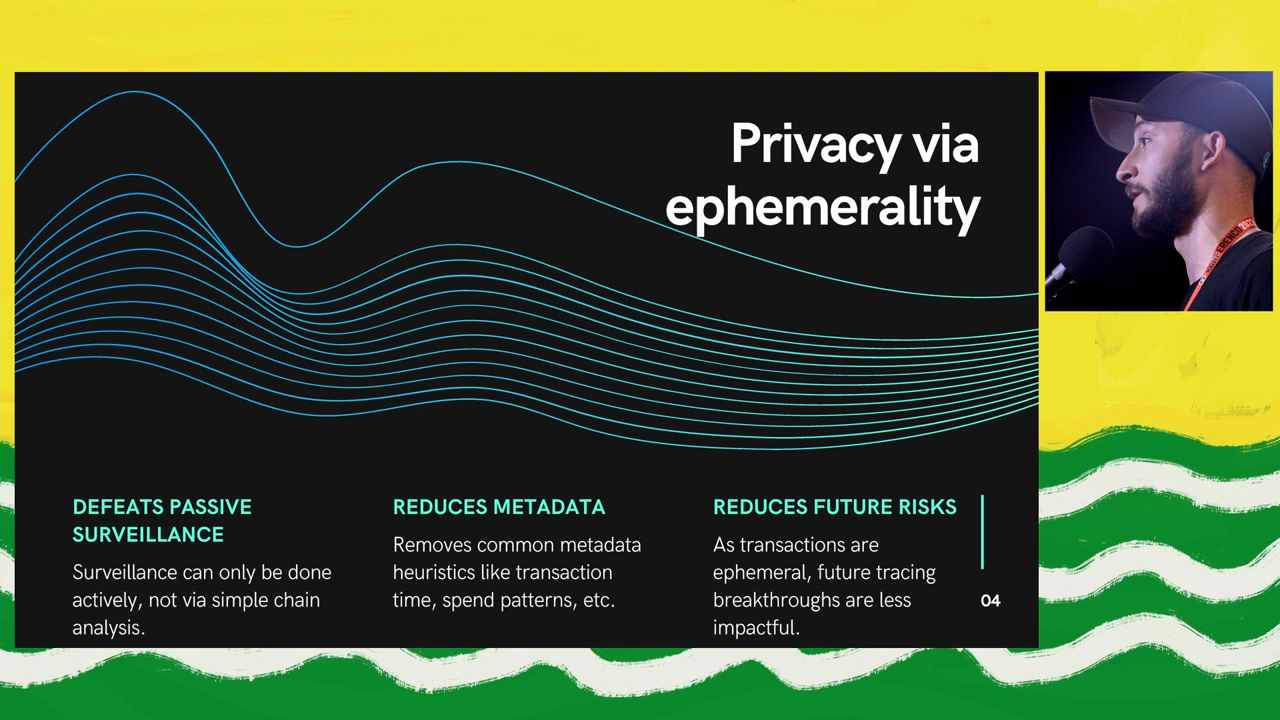 Privacy via
ephemerality
DEFEATS PASSIVE
SURVEILLANCE
Surveillance can only be done
actively, not via simple chain
analysis.
REDUCES METADATA
Removes common metadata
heuristics like transaction
time, spend patterns, etc.
REDUCES FUTURE RISKS
As transactions are
ephemeral, future tracing
breakthroughs are less
impactful.
04